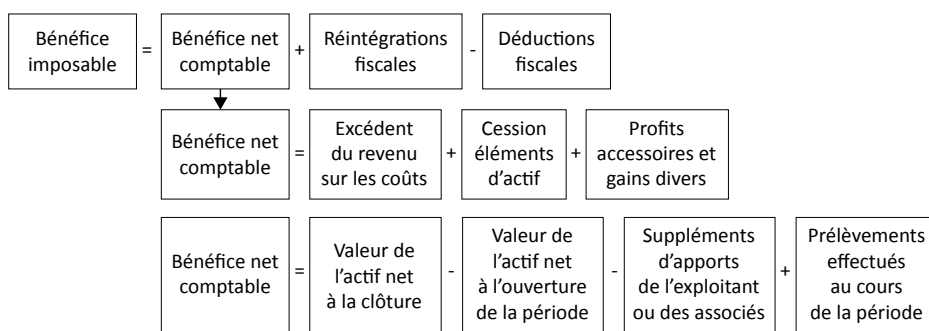 Bénéfice
imposable
=
Bénéfice net
comptable
+
Réintégrations
fiscales
-
Déductions
fiscales
Bénéfice net
comptable
=
Excédent
du revenu
sur les coûts
+
Cession
éléments
d'actif
+
Profits
accessoires et
gains divers
Bénéfice net
comptable
=
Valeur de
l'actif net
à la clôture
-
Valeur de
l'actif net
à l'ouverture
de la période
-
Suppléments
d'apports
de l'exploitant
ou des associés
+
Prélèvements
effectués
au cours
de la période